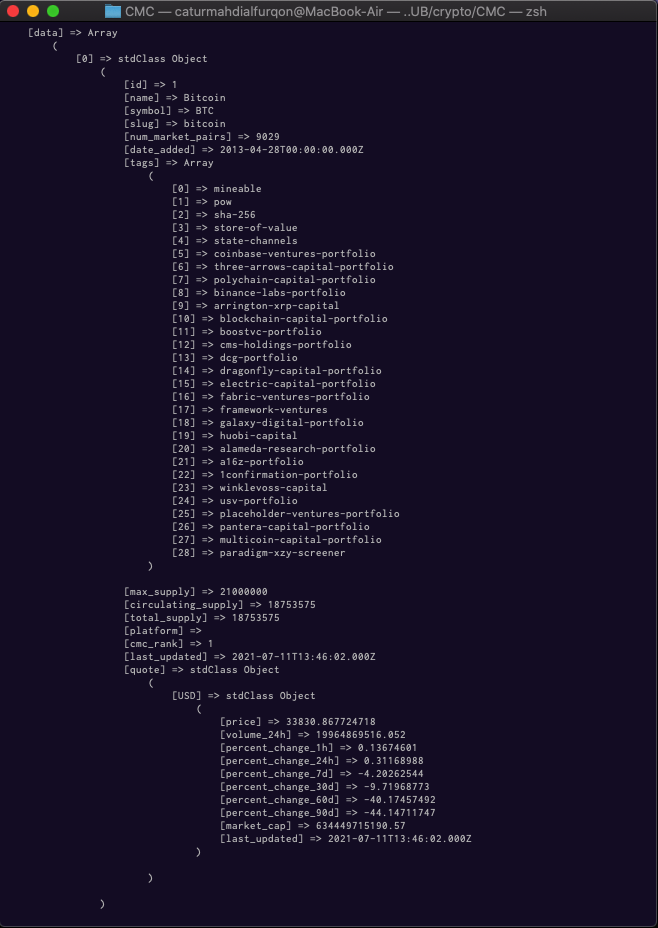 CMC — caturmahdialfurqon@MacBook-Air — ..UB/crypto/CMC — zsh
[data] => Array
(
[0] => stdClass Object
(
[id] => 1
[name] => Bitcoin
[symbol] => BTC
[slug] => bitcoin
[num_market_pairs] => 9029
[date_added] => 2013-04-28T00:00:00.000Z
[tags] => Array
(
[0] => mineable
[1] => pow
[2] => sha-256
[3] => store-of-value
[4] => state-channels
[5] => coinbase-ventures-portfolio
[6] => three-arrows-capital-portfolio
[7] => polychain-capital-portfolio
[8] => binance-labs-portfolio
[9] => arrington-xrp-capital
[10] => blockchain-capital-portfolio
[11] => boostvc-portfolio
[12] => cms-holdings-portfolio
[13] => dcg-portfolio
[14] => dragonfly-capital-portfolio
[15] => electric-capital-portfolio
[16] => fabric-ventures-portfolio
[17] => framework-ventures
[18] => galaxy-digital-portfolio
[19] => huobi-capital
[20] => alameda-research-portfolio
[21] => a16z-portfolio
[22] => 1confirmation-portfolio
[23] => winklevoss-capital
[24] => usv-portfolio
[25] => placeholder-ventures-portfolio
[26] => pantera-capital-portfolio
[27] => multicoin-capital-portfolio
[28] => paradigm-xzy-screener
)
[max_supply] => 21000000
[circulating_supply] => 18753575
[total_supply] => 18753575
[platform] =>
[cmc_rank] => 1
[last_updated] => 2021-07-11T13:46:02.000Z
[quote] => stdClass Object
(
[USD] => stdClass Object
(
[price] => 33830.867724718
[volume_24h] => 19964869516.052
[percent_change_1h] => 0.13674601
[percent_change_24h] => 0.31168988
[percent_change_7d] => -4.20262544
[percent_change_30d] => -9.71968773
[percent_change_60d] => -40.17457492
[percent_change_90d] => -44.14711747
[market_cap] => 634449715190.57
[last_updated] => 2021-07-11T13:46:02.000Z
)
)
)